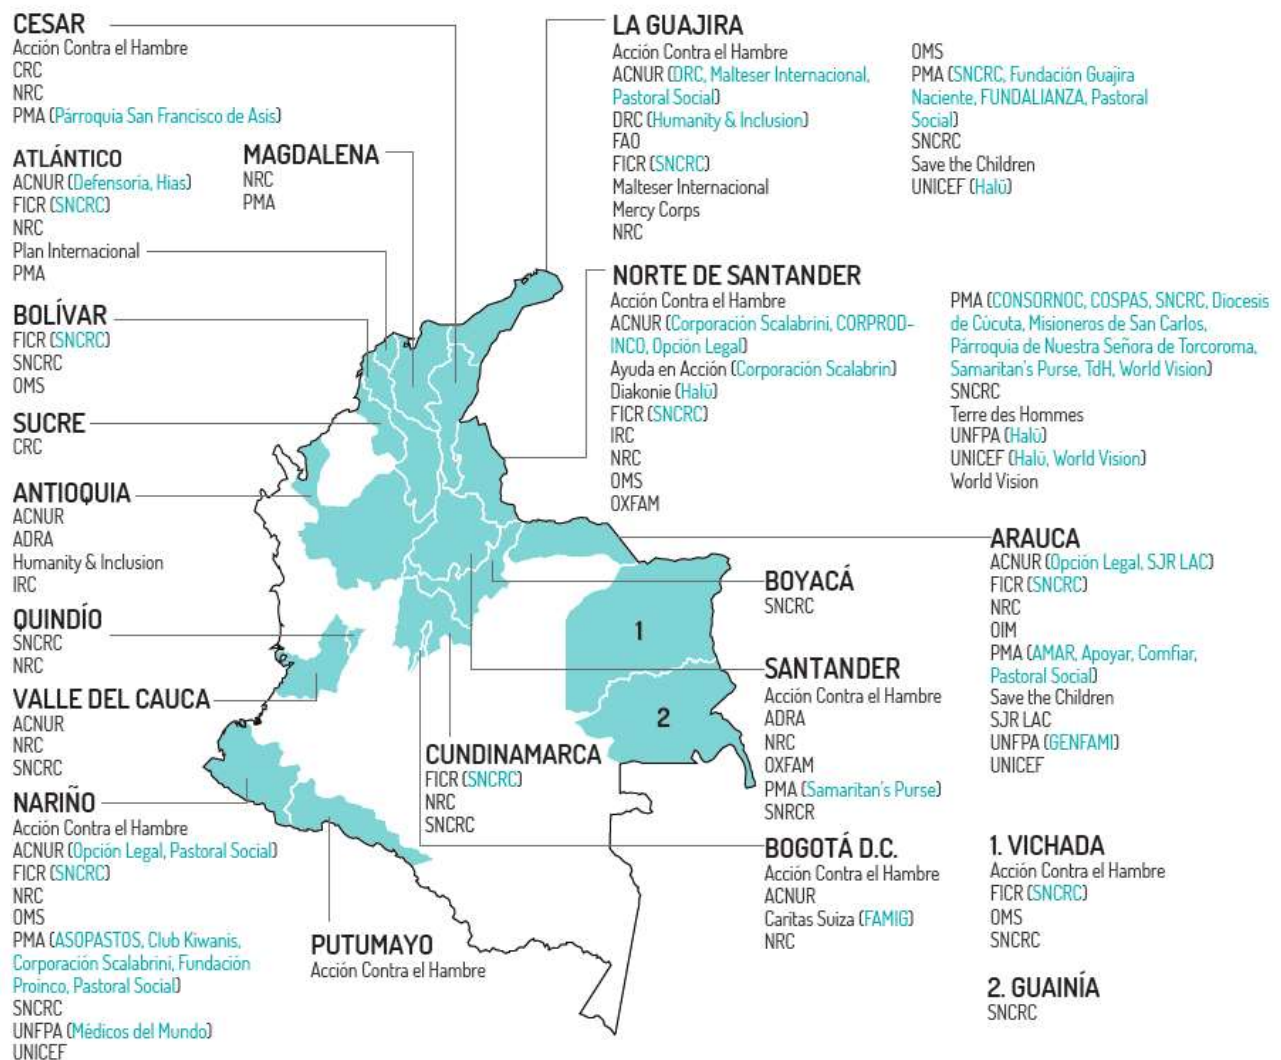 CESAR
Acción Contra el Hambre
CRC
NRC
PMA (Párroquia San Francisco de Asis)
ATLÁNTICO
ACNUR (Defensoría, Hias)
FICR (SNCRC)
NRC
Plan Internacional
PMA
MAGDALENA
NRC
PMA
BOLÍVAR
FICR (SNCRC)
SNCRC
OMS
SUCRE
CRC
ANTIOQUIA
ACNUR
ADRA
Humanity & Inclusion
IRC
QUINDÍO
SNCRC
NRC
VALLE DEL CAUCA
ACNUR
NRC
SNCRC
NARIÑO
Acción Contra el Hambre
ACNUR (Opción Legal, Pastoral Social)
FICR (SNCRC)
NRC
OMS
PMA (ASOPASTOS, Club Kiwanis,
Corporación Scalabrini, Fundación
Proinco, Pastoral Social)
SNCRC
UNFPA (Médicos del Mundo)
UNICEF
PUTUMAYO
Acción Contra el Hambre
CUNDINAMARCA
FICR (SNCRC)
NRC
SNCRC
LA GUAJIRA
Acción Contra el Hambre
ACNUR (DRC, Malteser Internacional,
Pastoral Social)
DRC (Humanity & Inclusion)
FAO
FICR (SNCRC)
Malteser Internacional
Mercy Corps
NRC
OMS
PMA (SNCRC, Fundación Guajira
Naciente, FUNDALIANZA, Pastoral
Social)
SNCRC
Save the Children
UNICEF (Halü)
NORTE DE SANTANDER
Acción Contra el Hambre
ACNUR (Corporación Scalabrini, CORPROD-
INCO, Opción Legal)
Ayuda en Acción (Corporación Scalabrin)
Diakonie (Halü)
FICR (SNCRC)
IRC
NRC
OMS
OXFAM
PMA (CONSORNOC, COSPAS, SNCRC, Diocesis
de Cúcuta, Misioneros de San Carlos,
Párroquia de Nuestra Señora de Torcoroma,
Samaritan's Purse, TdH, World Vision)
SNCRC
Terre des Hommes
UNFPA (Halü)
UNICEF (Halü, World Vision)
World Vision
ARAUCA
ACNUR (Opción Legal, SJR LAC)
FICR (SNCRC)
NRC
OIM
PMA (AMAR, Apoyar, Comfiar,
Pastoral Social)
Save the Children
SJR LAC
UNFPA (GENFAMI)
UNICEF
BOYACÁ
SNCRC
SANTANDER
Acción Contra el Hambre
ADRA
NRC
OXFAM
PMA (Samaritan's Purse)
SNRCR
BOGOTÁ D.C.
Acción Contra el Hambre
ACNUR
Caritas Suiza (FAMIG)
NRC
1
2
1. VICHADA
Acción Contra el Hambre
FICR (SNCRC)
OMS
SNCRC
2. GUAINÍA
SNCRC